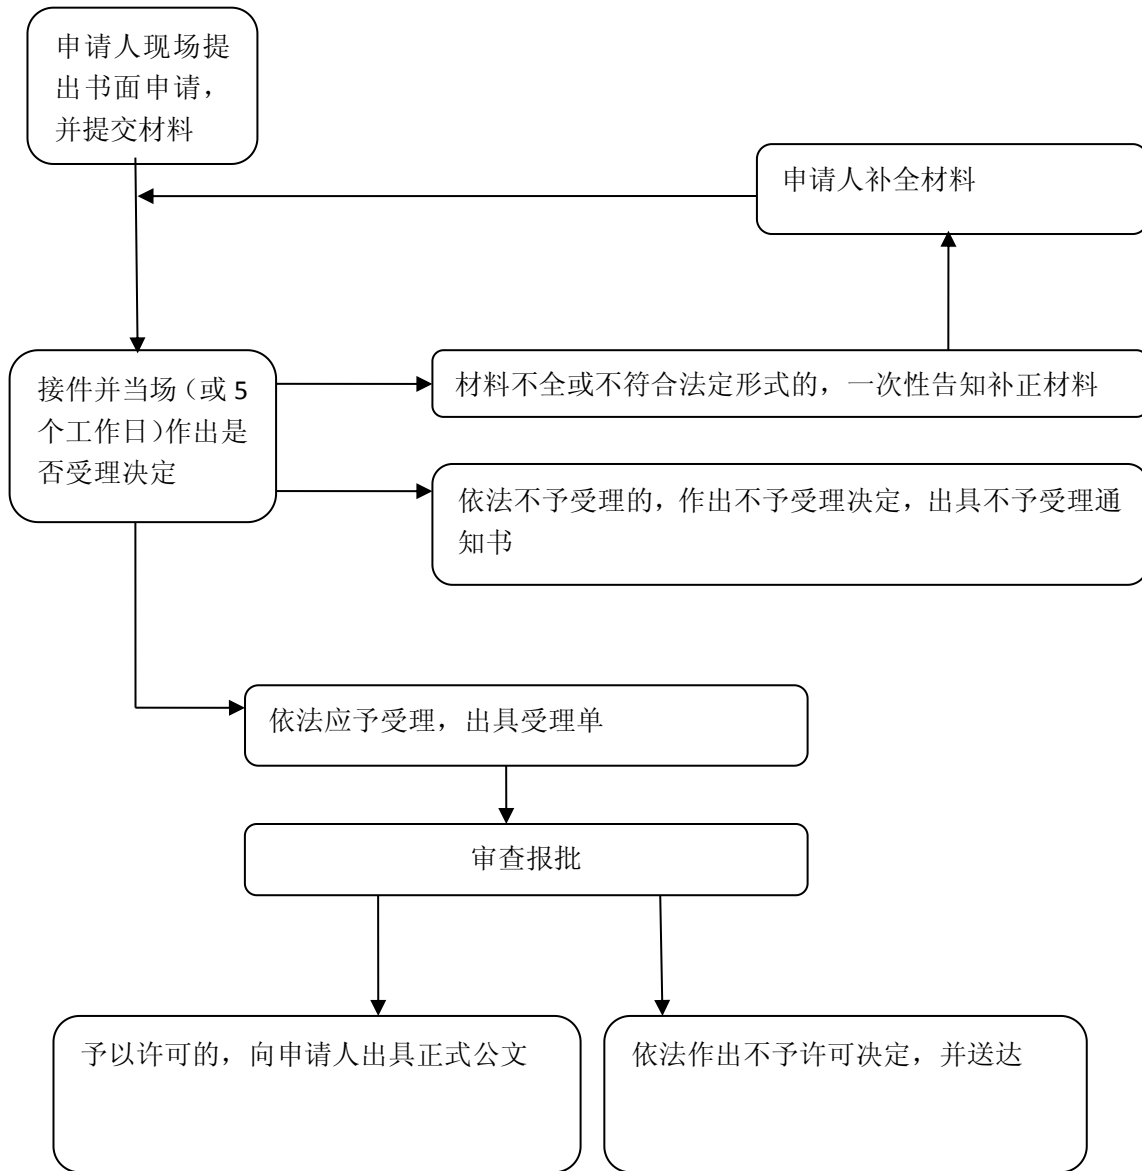 申请人现场提
出书面申请，
并提交材料
申请人补全材料
接件并当场（或 5
个工作日）作出是
否受理决定
材料不全或不符合法定形式的，一次性告知补正材料
依法不予受理的，作出不予受理决定，出具不予受理通
知书
依法应予受理，出具受理单
审查报批
予以许可的，向申请人出具正式公文
依法作出不予许可决定，并送达